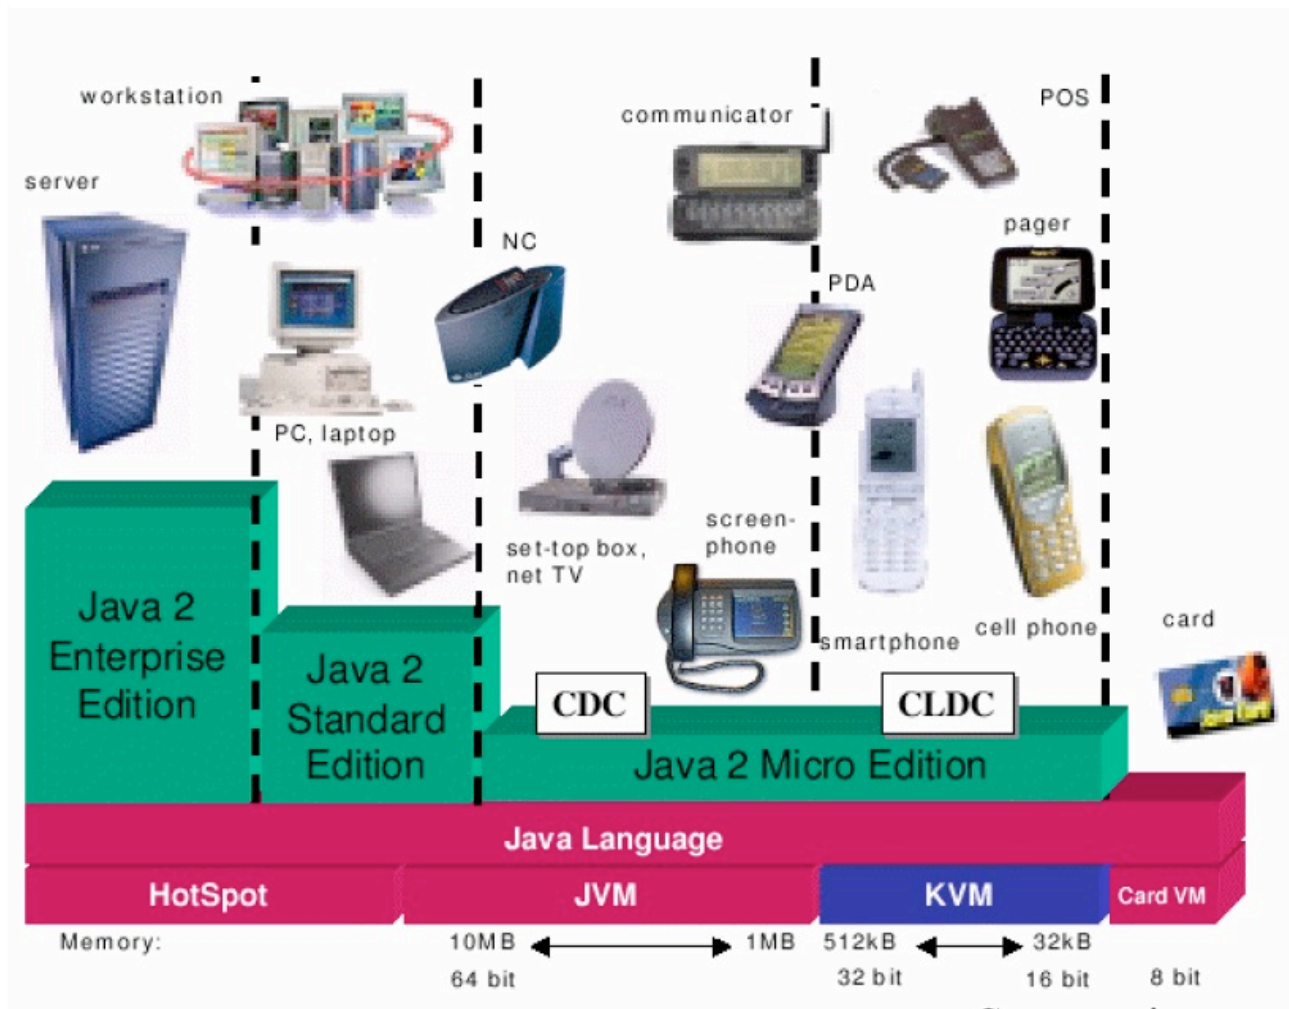 workstation
server
communicator
POS
NC
pager
PDA
PC, laptop
set-top box,
net TV
screen-
phone
smartphone
cell phone
card
Java 2
Enterprise
Edition
Java 2
Standard
Edition
CDC
CLDC
Java 2 Micro Edition
Java Language
HotSpot
JVM
KVM
Card VM
Memory:
10MB
1MB
512kB
32kB
64 bit
32 bit
16 bit
8 bit